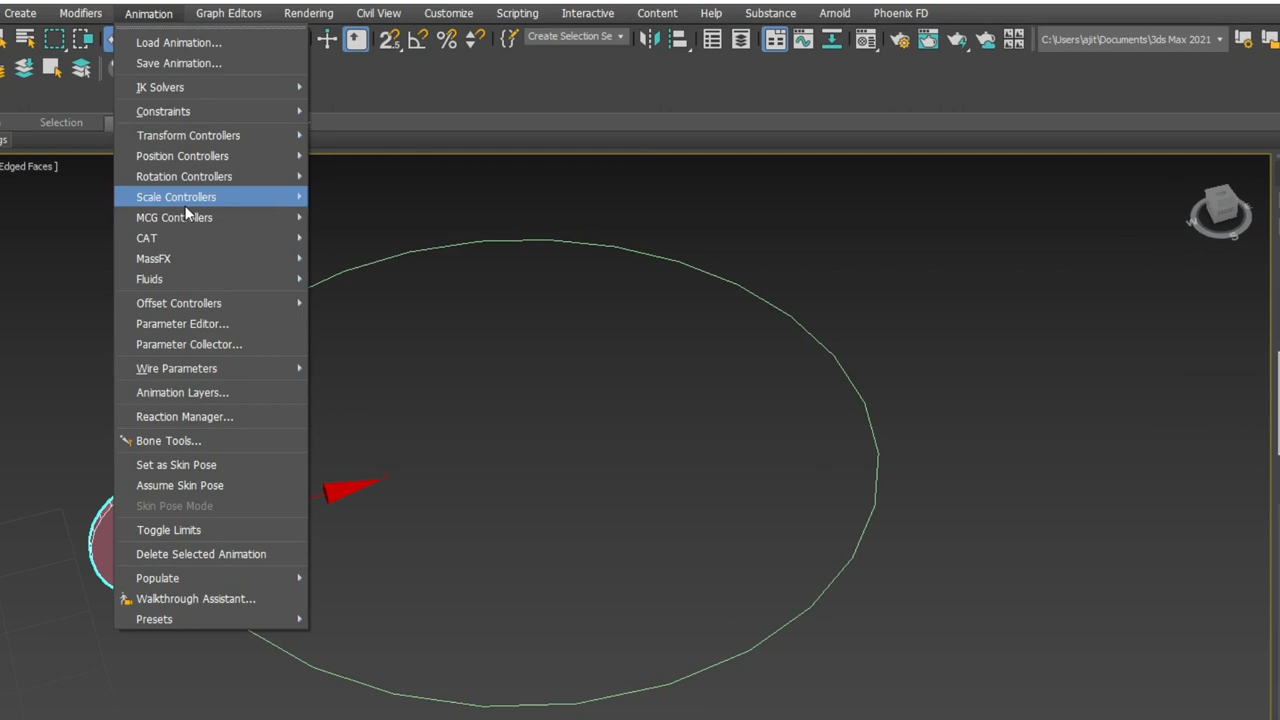 Create Modifiers Animation Graph Editors Rendering Civil View Customize Scripting Interactive Content Help Substance Arnold Phoenix FD
Create Selection Se
C:\Users\ajit\Documents\3ds Max 2021
Selection
gs
Edged Faces ]
Load Animation...
Save Animation...
IK Solvers
Constraints
Transform Controllers
Position Controllers
Rotation Controllers
Scale Controllers
MCG Controllers
CAT
MassFX
Fluids
Offset Controllers
Parameter Editor...
Parameter Collector...
Wire Parameters
Animation Layers...
Reaction Manager...
Bone Tools...
Set as Skin Pose
Assume Skin Pose
Skin Pose Mode
Toggle Limits
Delete Selected Animation
Populate
Walkthrough Assistant...
Presets
W
S